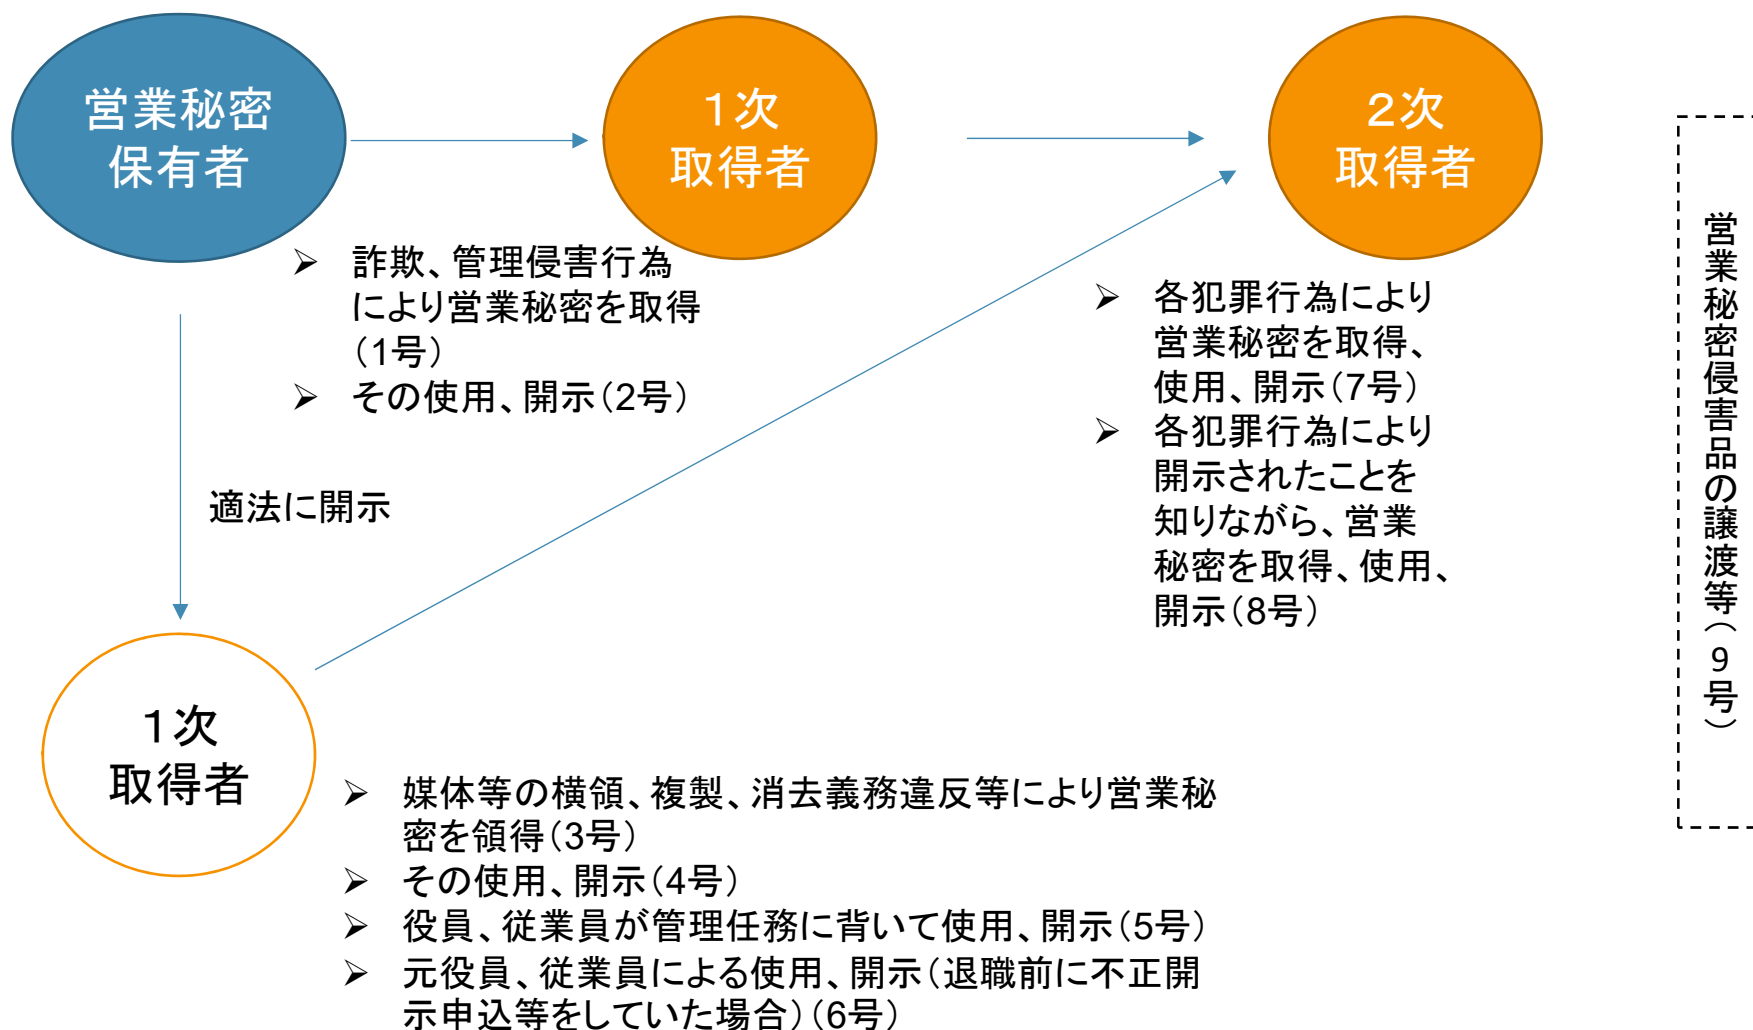 営業秘密
保有者
１次
取得者
２次
取得者
➢ 詐欺、管理侵害行為
により営業秘密を取得
（1号）
➢ その使用、開示（2号）
➢ 各犯罪行為により
営業秘密を取得、
使用、開示（7号）
➢ 各犯罪行為により
開示されたことを
知りながら、営業
秘密を取得、使用、
開示（8号）
営業秘密侵害品の譲渡等（9号）
適法に開示
１次
取得者
➢ 媒体等の横領、複製、消去義務違反等により営業秘
密を領得（3号）
➢ その使用、開示（4号）
➢ 役員、従業員が管理任務に背いて使用、開示（5号）
➢ 元役員、従業員による使用、開示（退職前に不正開
示申込等をしていた場合）（6号）